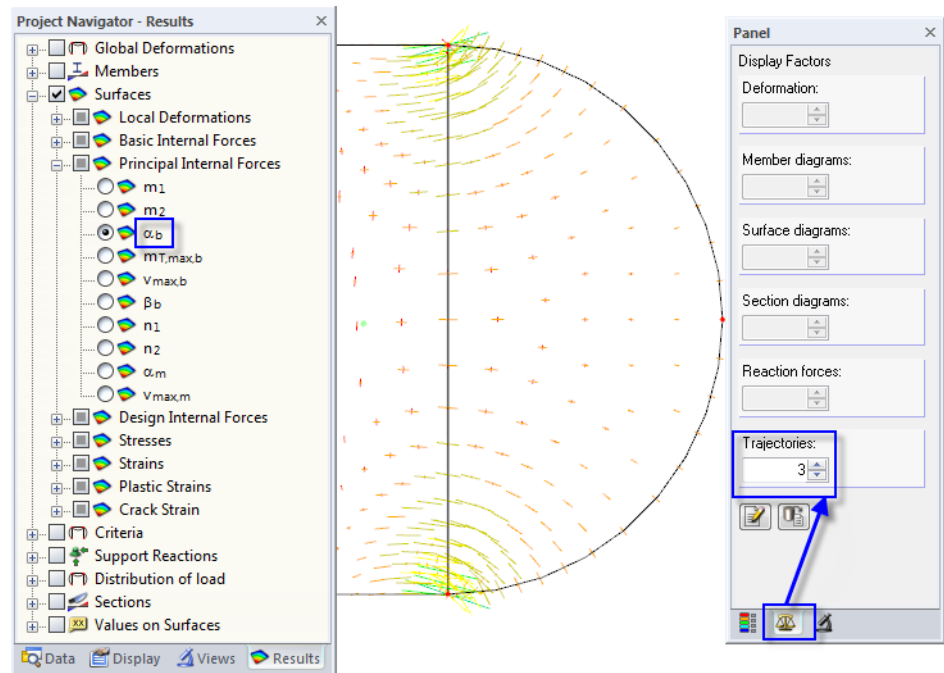 Project Navigator - Results
Global Deformations
Members
Surfaces
Local Deformations
Basic Internal Forces
Principal Internal Forces
m1
m2
αb
mT,max,b
vmax,b
βb
n1
n2
αm
vmax,m
Design Internal Forces
Stresses
Strains
Plastic Strains
Crack Strain
Criteria
Support Reactions
Distribution of load
Sections
xx Values on Surfaces
Data Display Views Results
Panel
Display Factors
Deformation:
Member diagrams:
Surface diagrams:
Section diagrams:
Reaction forces:
Trajectories:
3